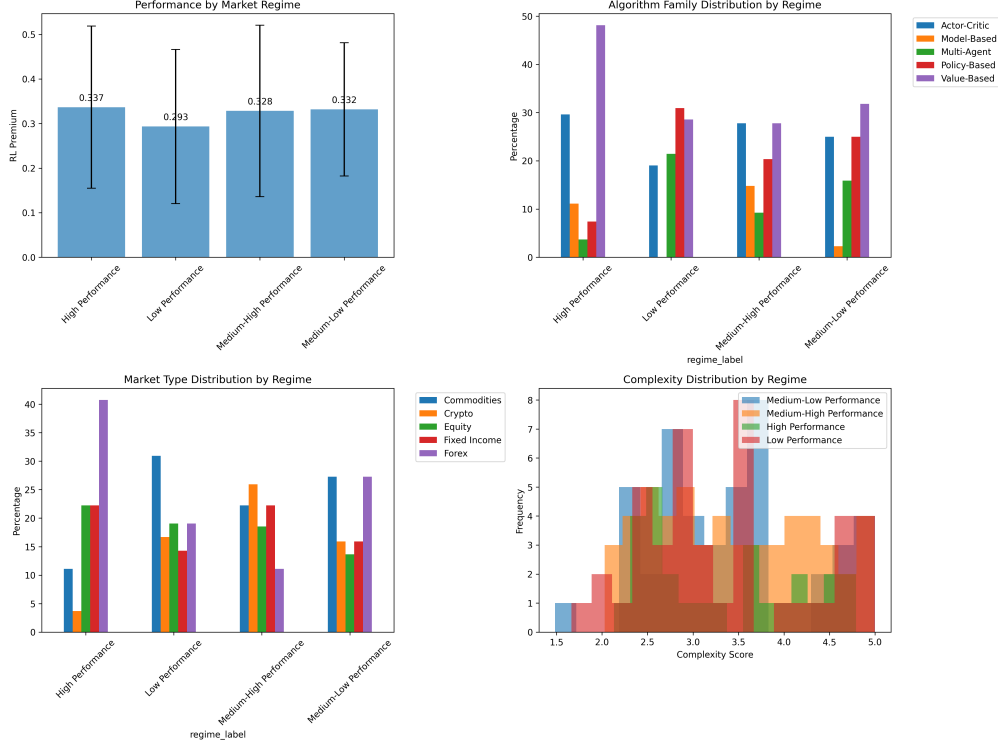 Performance by Market Regime
RL Premium
0.5
0.4
0.3
0.2
0.1
0.0
0.337
0.293
0.328
0.332
High Performance
Low Performance
Medium-High Performance
Medium-Low Performance
Algorithm Family Distribution by Regime
Percentage
50
40
30
20
10
0
High Performance
Low Performance
Medium-High Performance
Medium-Low Performance
regime_label
Actor-Critic
Model-Based
Multi-Agent
Policy-Based
Value-Based
Market Type Distribution by Regime
Percentage
40
35
30
25
20
15
10
5
0
High Performance
Low Performance
Medium-High Performance
Medium-Low Performance
regime_label
Commodities
Crypto
Equity
Fixed Income
Forex
Complexity Distribution by Regime
Frequency
8
7
6
5
4
3
2
1
0
1.5
2.0
2.5
3.0
3.5
4.0
4.5
5.0
Complexity Score
Medium-Low Performance
Medium-High Performance
High Performance
Low Performance